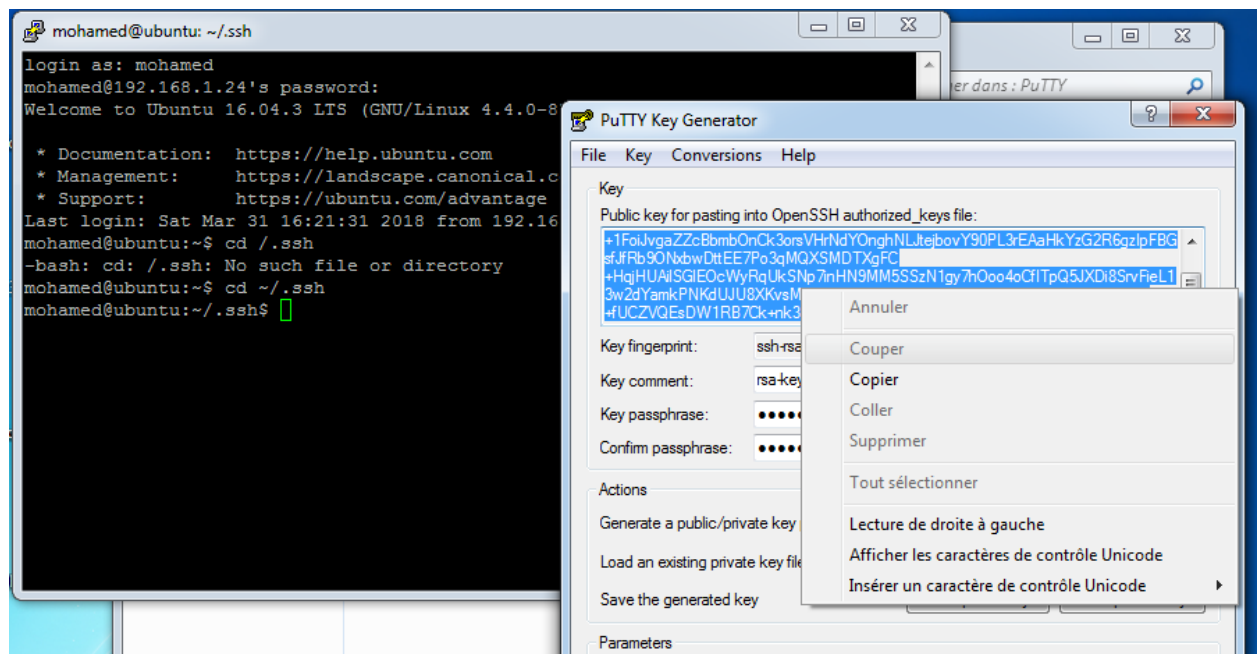 mohamed@ubuntu: ~/.ssh
login as: mohamed
mohamed@192.168.1.24's password:
Welcome to Ubuntu 16.04.3 LTS (GNU/Linux 4.4.0-8
* Documentation: https://help.ubuntu.com
* Management: https://landscape.canonical.c
* Support: https://ubuntu.com/advantage
Last login: Sat Mar 31 16:21:31 2018 from 192.16
mohamed@ubuntu:~$ cd /.ssh
-bash: cd: /.ssh: No such file or directory
mohamed@ubuntu:~$ cd ~/.ssh
mohamed@ubuntu:~/.ssh$
er dans : PuTTY
PuTTY Key Generator
File Key Conversions Help
Key
Public key for pasting into OpenSSH authorized_keys file:
+1FoiJvgaZZcBbmbOnCk3orsVHrNdYOnghNLJtejbovY90PL3rEAaHkYzG2R6gzlpFBG
sfJfRb9ONxbwDttEE7Po3qMQXSMDTXgFC
+HqjHUAiISGIEOcWyRqUkSNp7nHN9MM5SSzN1gy7hOoo4oCfITpQ5JXDi8SrvFieL1
3w2dYamkPNKdUJU8XKvsM
+fUCZVQEsDW1RB7Ck+nk3
Key fingerprint: ssh-rsa
Key comment: rsa-key
Key passphrase:
Confirm passphrase:
Actions
Generate a public/private key
Load an existing private key file
Save the generated key
Parameters
Annuler
Couper
Copier
Coller
Supprimer
Tout sélectionner
Lecture de droite à gauche
Afficher les caractères de contrôle Unicode
Insérer un caractère de contrôle Unicode